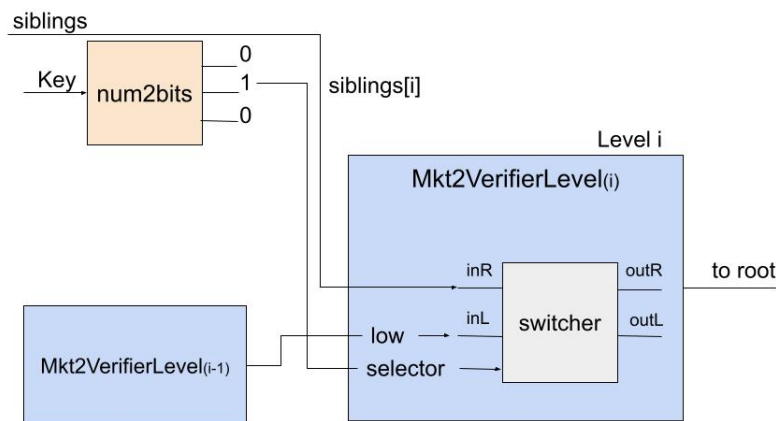 siblings
0
Key
num2bits
1
siblings[i]
0
Level i
Mkt2VerifierLevel(i)
inR
outR
to root
switcher
low
inL
outL
Mkt2VerifierLevel(i-1)
selector